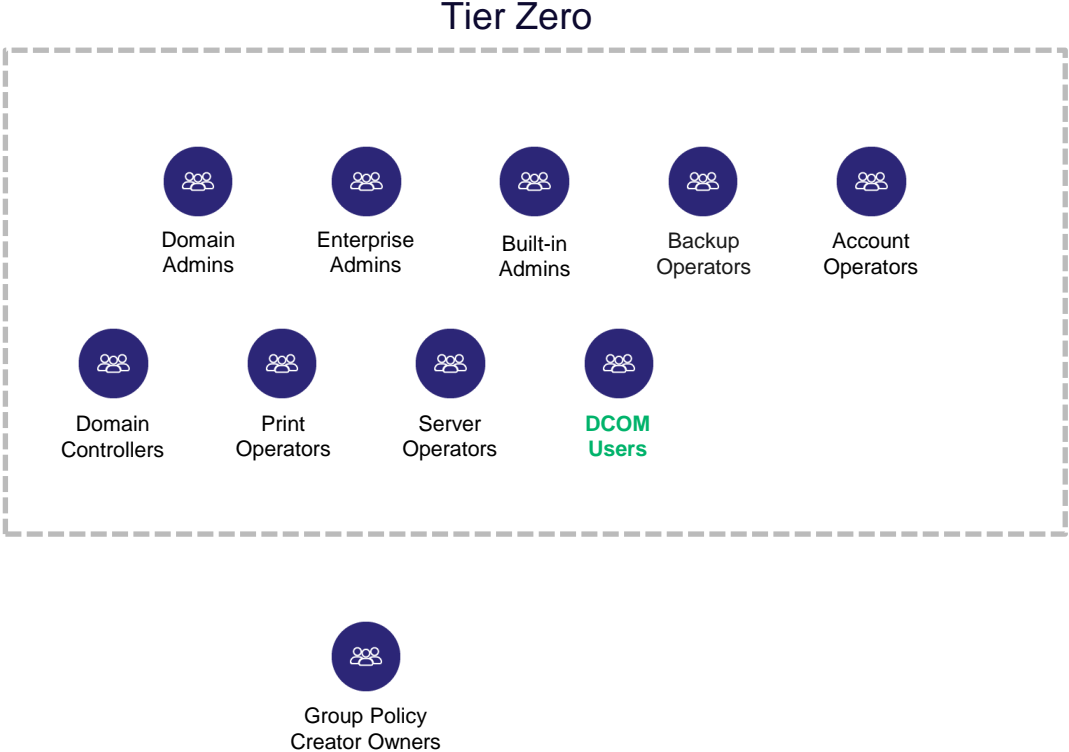 Tier Zero
Domain
Admins
Enterprise
Admins
Built-in
Admins
Backup
Operators
Account
Operators
Domain
Controllers
Print
Operators
Server
Operators
DCOM
Users
Group Policy
Creator Owners